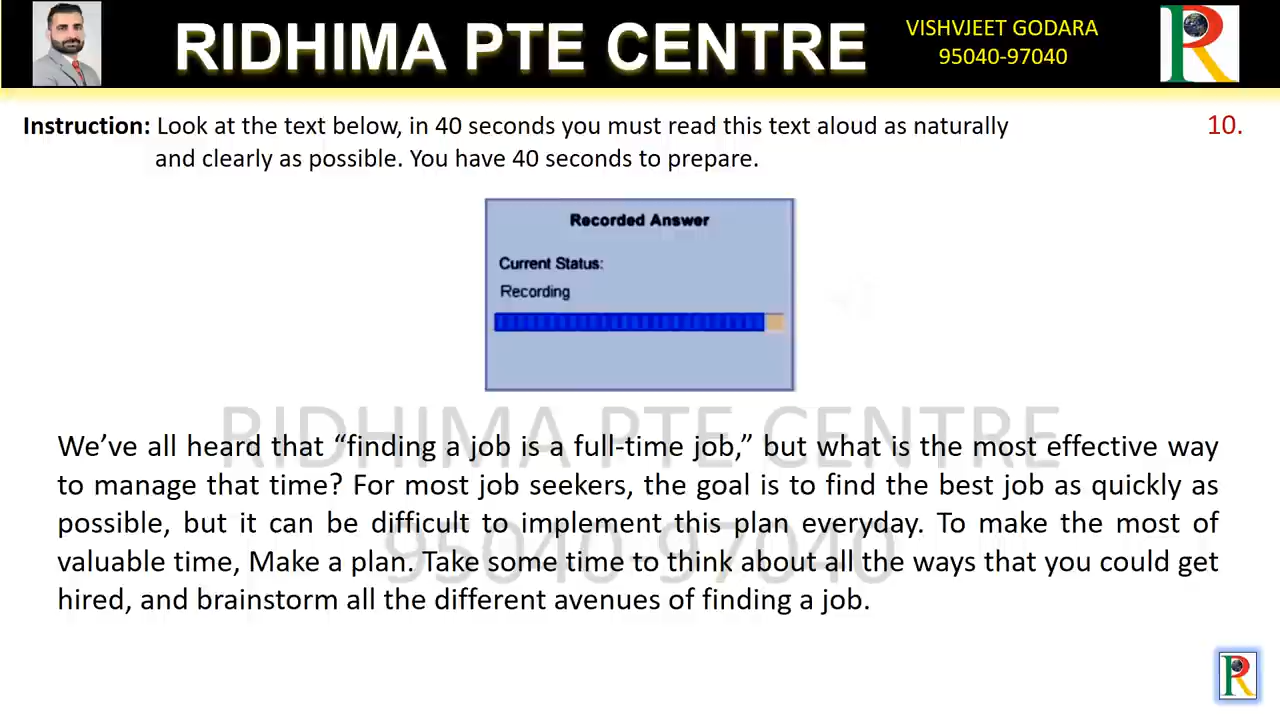 RIDHIMA PTE CENTRE
VISHVJEET GODARA
95040-97040
R
Instruction: Look at the text below, in 40 seconds you must read this text aloud as naturally
and clearly as possible. You have 40 seconds to prepare.
10.
Recorded Answer
Current Status:
Recording
RIDHIMA PTE CENTRE
95040-97040
We’ve all heard that “finding a job is a full-time job,” but what is the most effective way
to manage that time? For most job seekers, the goal is to find the best job as quickly as
possible, but it can be difficult to implement this plan everyday. To make the most of
valuable time, Make a plan. Take some time to think about all the ways that you could get
hired, and brainstorm all the different avenues of finding a job.
R